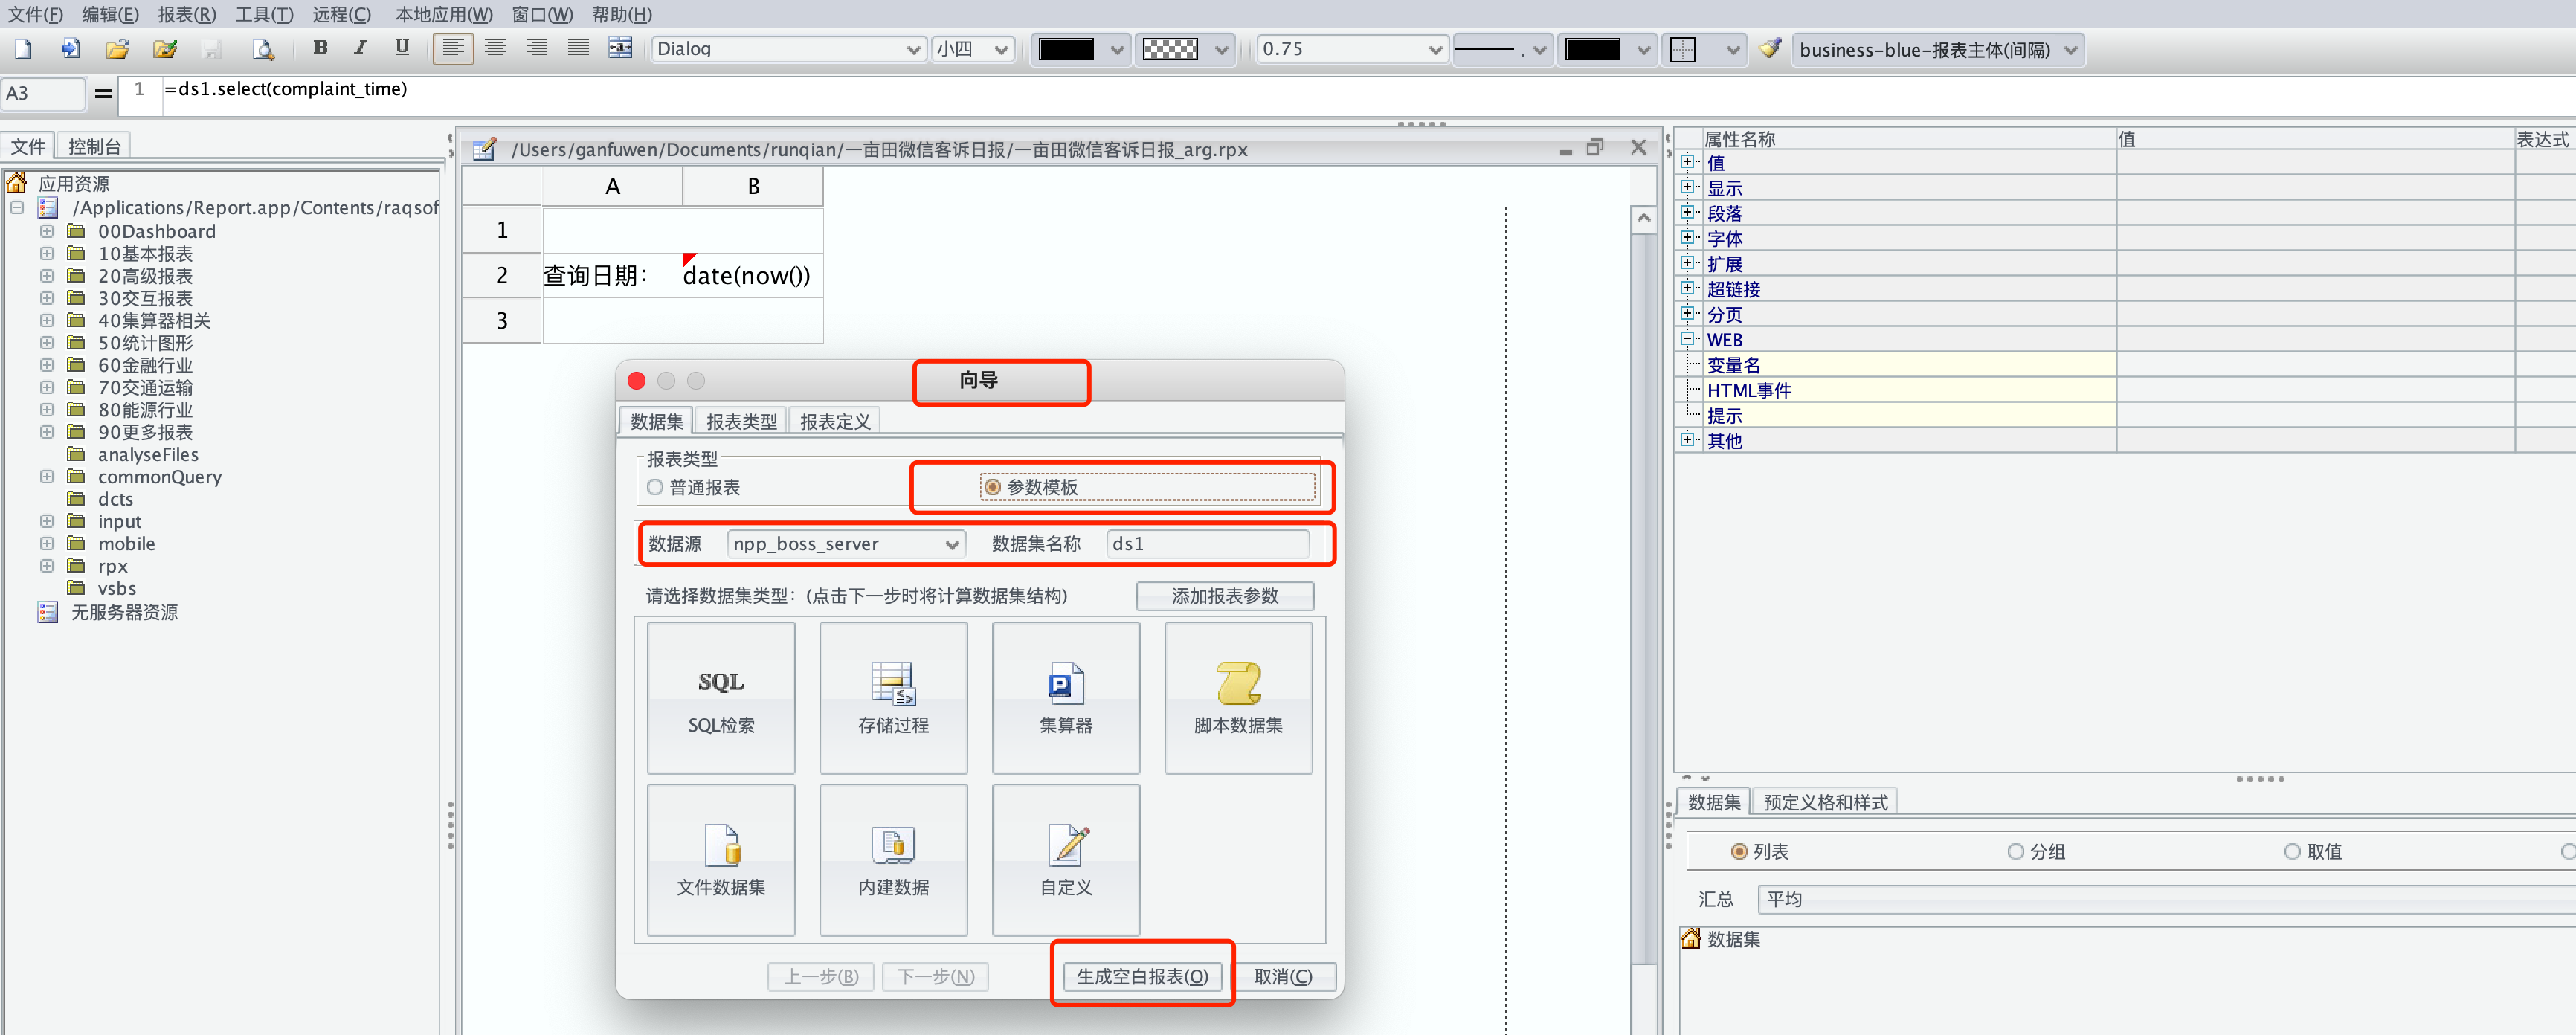 文件(F) 编辑(E) 报表(R) 工具(T) 远程(C) 本地应用(W) 窗口(W) 帮助(H)
B I U Dialog 小四 0.75 business-blue-报表主体(间隔)
A3 = 1 =ds1.select(complaint_time)
文件 控制台
应用资源
/Applications/Report.app/Contents/raqsof
00Dashboard
10基本报表
20高级报表
30交互报表
40集算器相关
50统计图形
60金融行业
70交通运输
80能源行业
90更多报表
analyseFiles
commonQuery
dcts
input
mobile
rpx
vsbs
无服务器资源
/Users/ganfuwen/Documents/runqian/一亩田微信客诉日报/一亩田微信客诉日报_arg.rpx
A B
1
2 查询日期: date(now())
3
向导
数据集 报表类型 报表定义
报表类型
普通报表 参数模板
数据源 npp_boss_server 数据集名称 ds1
请选择数据集类型:(点击下一步时将计算数据集结构) 添加报表参数
SQL
SQL检索 存储过程 集算器 脚本数据集
文件数据集 内建数据 自定义
上一步(B) 下一步(N) 生成空白报表(O) 取消(C)
属性名称 值 表达式
值
显示
段落
字体
扩展
超链接
分页
WEB
变量名
HTML事件
提示
其他
数据集 预定义格和样式
列表 分组 取值
汇总 平均
数据集